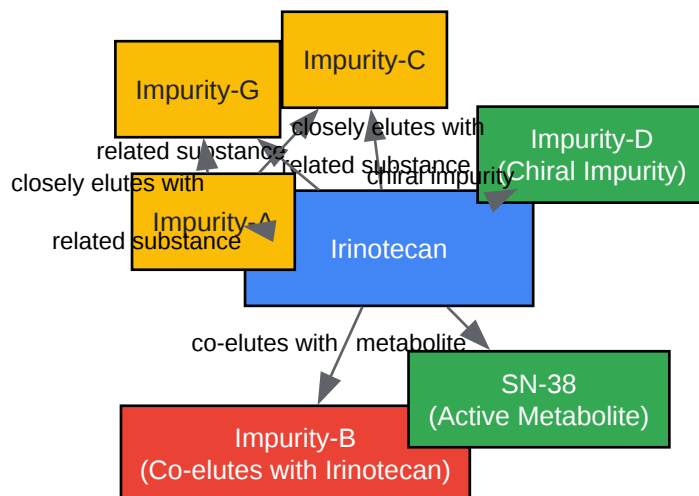 Impurity-C
Impurity-G
closely elutes with
Impurity-D
(Chiral Impurity)
related substance
related substance
chiral impurity
closely elutes with
Impurity-A
related substance
Irinotecan
co-elutes with
metabolite
SN-38
(Active Metabolite)
Impurity-B
(Co-elutes with Irinotecan)